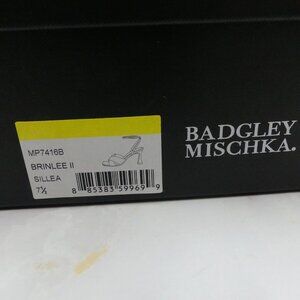 MP7416B
BRINLEE II
SILLEA
7½
8 85383 59969 9
BADGLEY
MISCHKA.